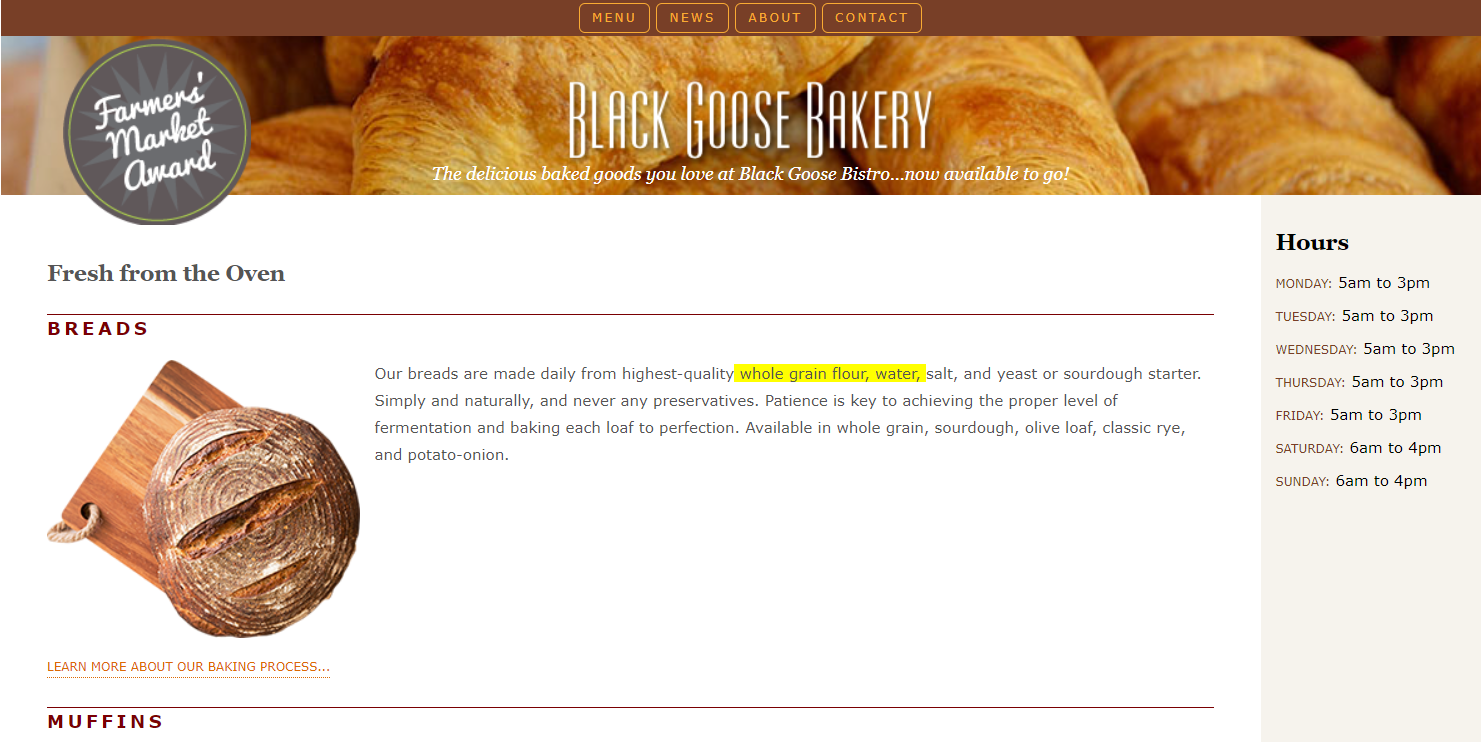 MENU NEWS ABOUT CONTACT
Farmers'
Market
Award
BLACK GOOSE BAKERY
The delicious baked goods you love at Black Goose Bistro...now available to go!
Fresh from the Oven
BREADS
Our breads are made daily from highest-quality whole grain flour, water, salt, and yeast or sourdough starter.
Simply and naturally, and never any preservatives. Patience is key to achieving the proper level of
fermentation and baking each loaf to perfection. Available in whole grain, sourdough, olive loaf, classic rye,
and potato-onion.
LEARN MORE ABOUT OUR BAKING PROCESS...
MUFFINS
Hours
MONDAY: 5am to 3pm
TUESDAY: 5am to 3pm
WEDNESDAY: 5am to 3pm
THURSDAY: 5am to 3pm
FRIDAY: 5am to 3pm
SATURDAY: 6am to 4pm
SUNDAY: 6am to 4pm